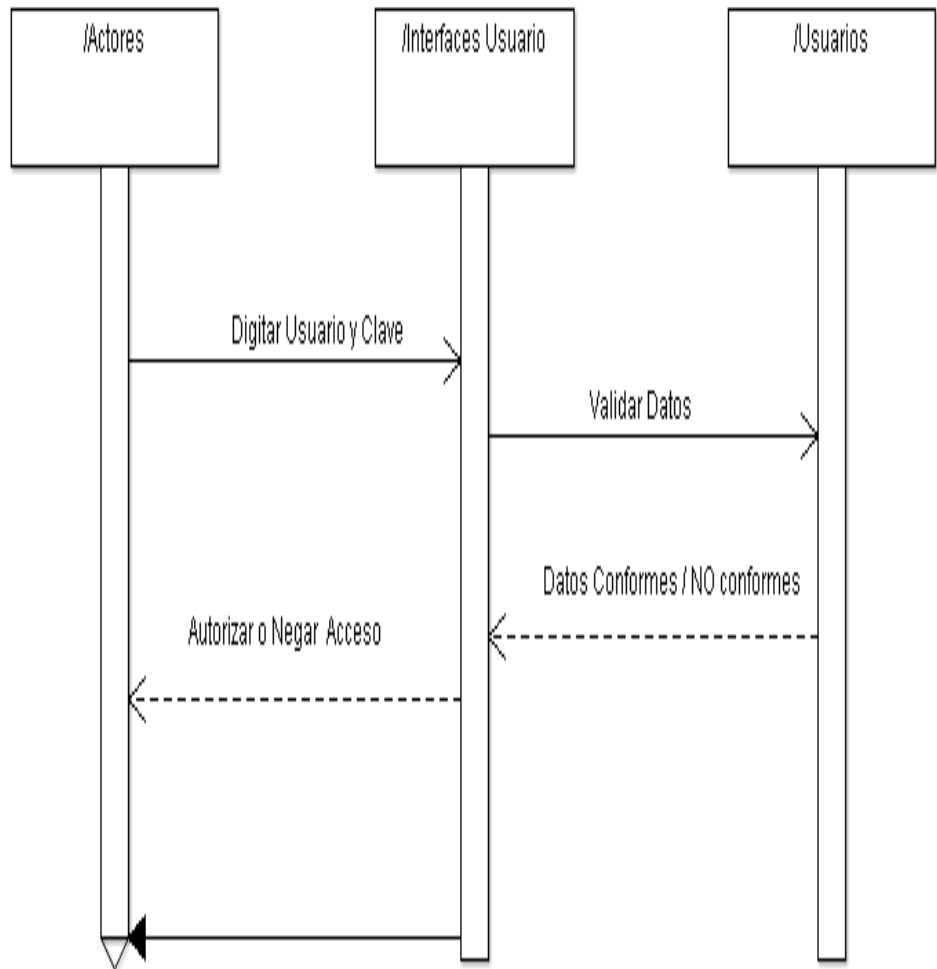 /Actores
/Interfaces Usuario
/Usuarios
Digitar Usuario y Clave
Validar Datos
Datos Conformes / NO conformes
Autorizar o Negar Acceso